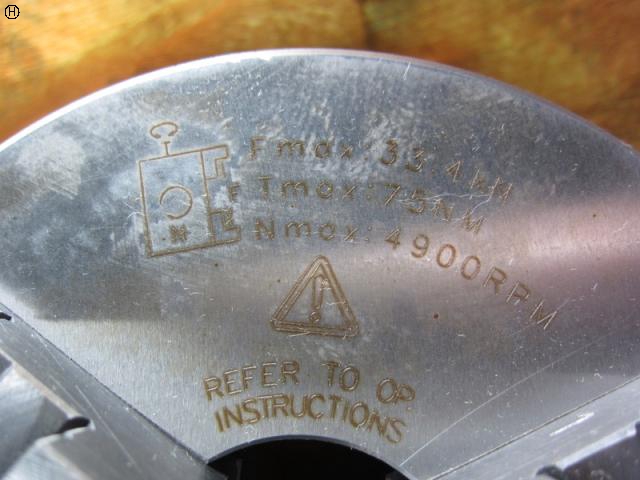 H
Fmax:33.4kN
F Tmax:75NM
N Nmax:4900RPM
REFER TO OP.
INSTRUCTIONS